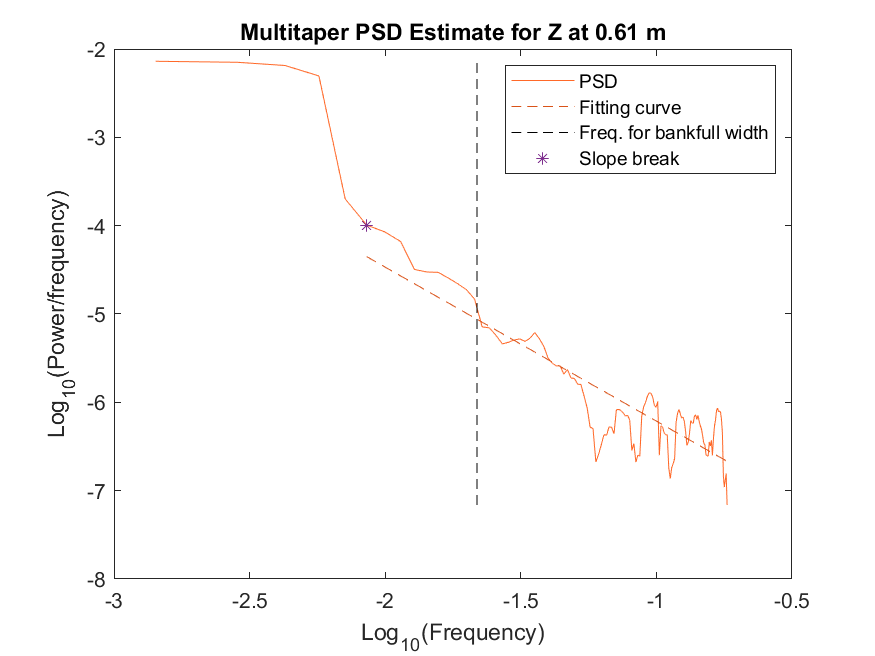 Multitaper PSD Estimate for Z at 0.61 m
PSD
Fitting curve
Freq. for bankfull width
Slope break
Log10(Power/frequency)
-2
-3
-4
-5
-6
-7
-8
-3
-2.5
-2
-1.5
-1
-0.5
Log10(Frequency)